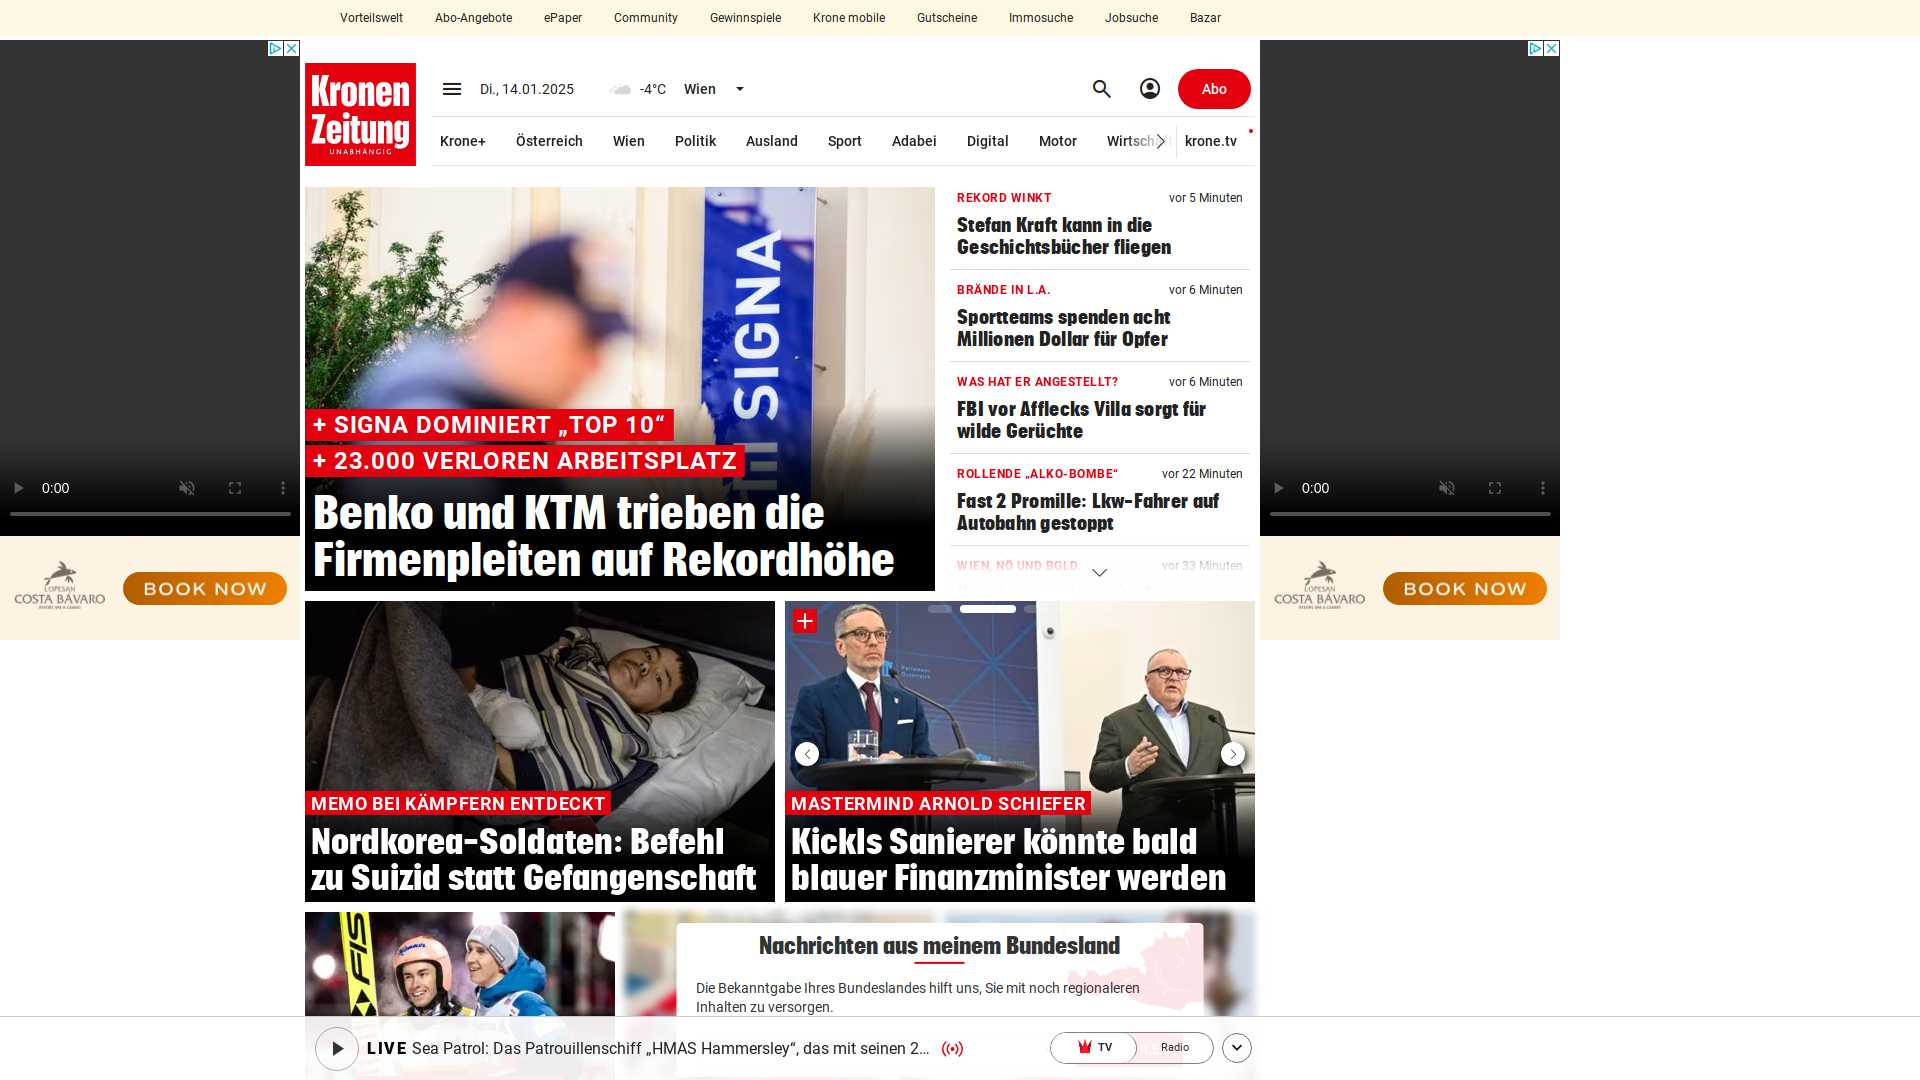 Vorteilswelt Abo-Angebote ePaper Community Gewinnspiele Krone mobile Gutscheine Immosuche Jobsuche Bazar
Kronen
Zeitung
UNABHÄNGIG
Di., 14.01.2025 -4°C Wien
Abo
Krone+ Österreich Wien Politik Ausland Sport Adabei Digital Motor Wirtschaft krone.tv
SIGNA
+ SIGNA DOMINIERT „TOP 10“
+ 23.000 VERLOREN ARBEITSPLATZ
Benko und KTM trieben die
Firmenpleiten auf Rekordhöhe
REKORD WINKT vor 5 Minuten
Stefan Kraft kann in die
Geschichtsbücher fliegen
BRÄNDE IN L.A. vor 6 Minuten
Sportteams spenden acht
Millionen Dollar für Opfer
WAS HAT ER ANGESTELLT? vor 6 Minuten
FBI vor Afflecks Villa sorgt für
wilde Gerüchte
ROLLENDE „ALKO-BOMBE“ vor 22 Minuten
Fast 2 Promille: Lkw-Fahrer auf
Autobahn gestoppt
WIEN, NÖ UND BGLD vor 33 Minuten
0:00
LOPESAN
COSTA BÁVARO
BOOK NOW
0:00
LOPESAN
COSTA BÁVARO
BOOK NOW
MEMO BEI KÄMPFERN ENTDECKT
Nordkorea-Soldaten: Befehl
zu Suizid statt Gefangenschaft
Parlament
Österreich
MASTERMIND ARNOLD SCHIEFER
Kickls Sanierer könnte bald
blauer Finanzminister werden
FIS
Nachrichten aus meinem Bundesland
Die Bekanntgabe Ihres Bundeslandes hilft uns, Sie mit noch regionaleren
Inhalten zu versorgen.
LIVE Sea Patrol: Das Patrouillenschiff „HMAS Hammersley“, das mit seinen 2...
TV Radio